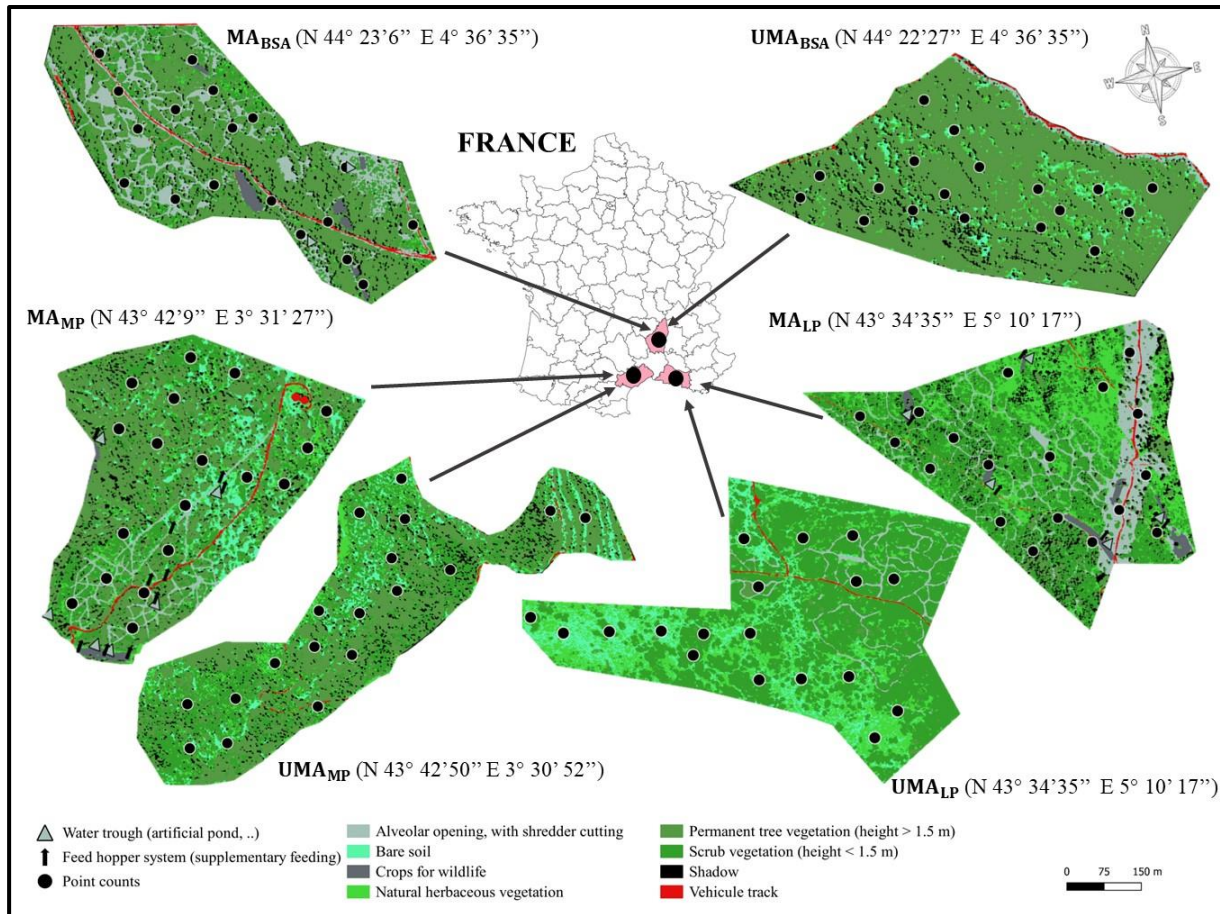 MA_BSA (N 44° 23’6’’ E 4° 36’ 35’’)
UMA_BSA (N 44° 22’27’’ E 4° 36’ 35’’)
N
W
E
S
FRANCE
MA_MP (N 43° 42’9’’ E 3° 31’ 27’’)
MA_LP (N 43° 34’35’’ E 5° 10’ 17’’)
UMA_MP (N 43° 42’50’’ E 3° 30’ 52’’)
UMA_LP (N 43° 34’35’’ E 5° 10’ 17’’)
Water trough (artificial pond, ..)
Feed hopper system (supplementary feeding)
Point counts
Alveolar opening, with shredder cutting
Bare soil
Crops for wildlife
Natural herbaceous vegetation
Permanent tree vegetation (height > 1.5 m)
Scrub vegetation (height < 1.5 m)
Shadow
Vehicule track
0 75 150 m